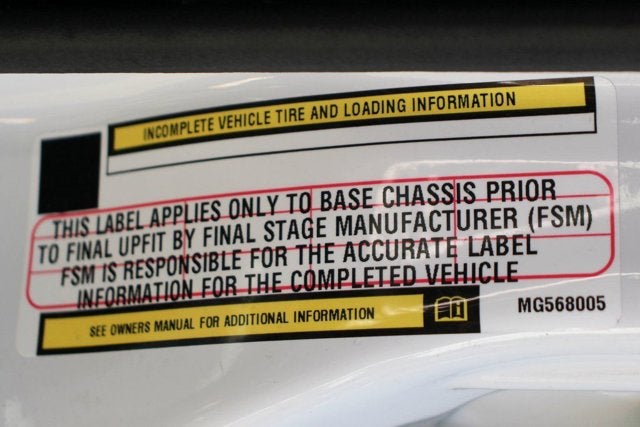 INCOMPLETE VEHICLE TIRE AND LOADING INFORMATION
THIS LABEL APPLIES ONLY TO BASE CHASSIS PRIOR
TO FINAL UPFIT BY FINAL STAGE MANUFACTURER (FSM)
FSM IS RESPONSIBLE FOR THE ACCURATE LABEL
INFORMATION FOR THE COMPLETED VEHICLE
SEE OWNERS MANUAL FOR ADDITIONAL INFORMATION
MG568005